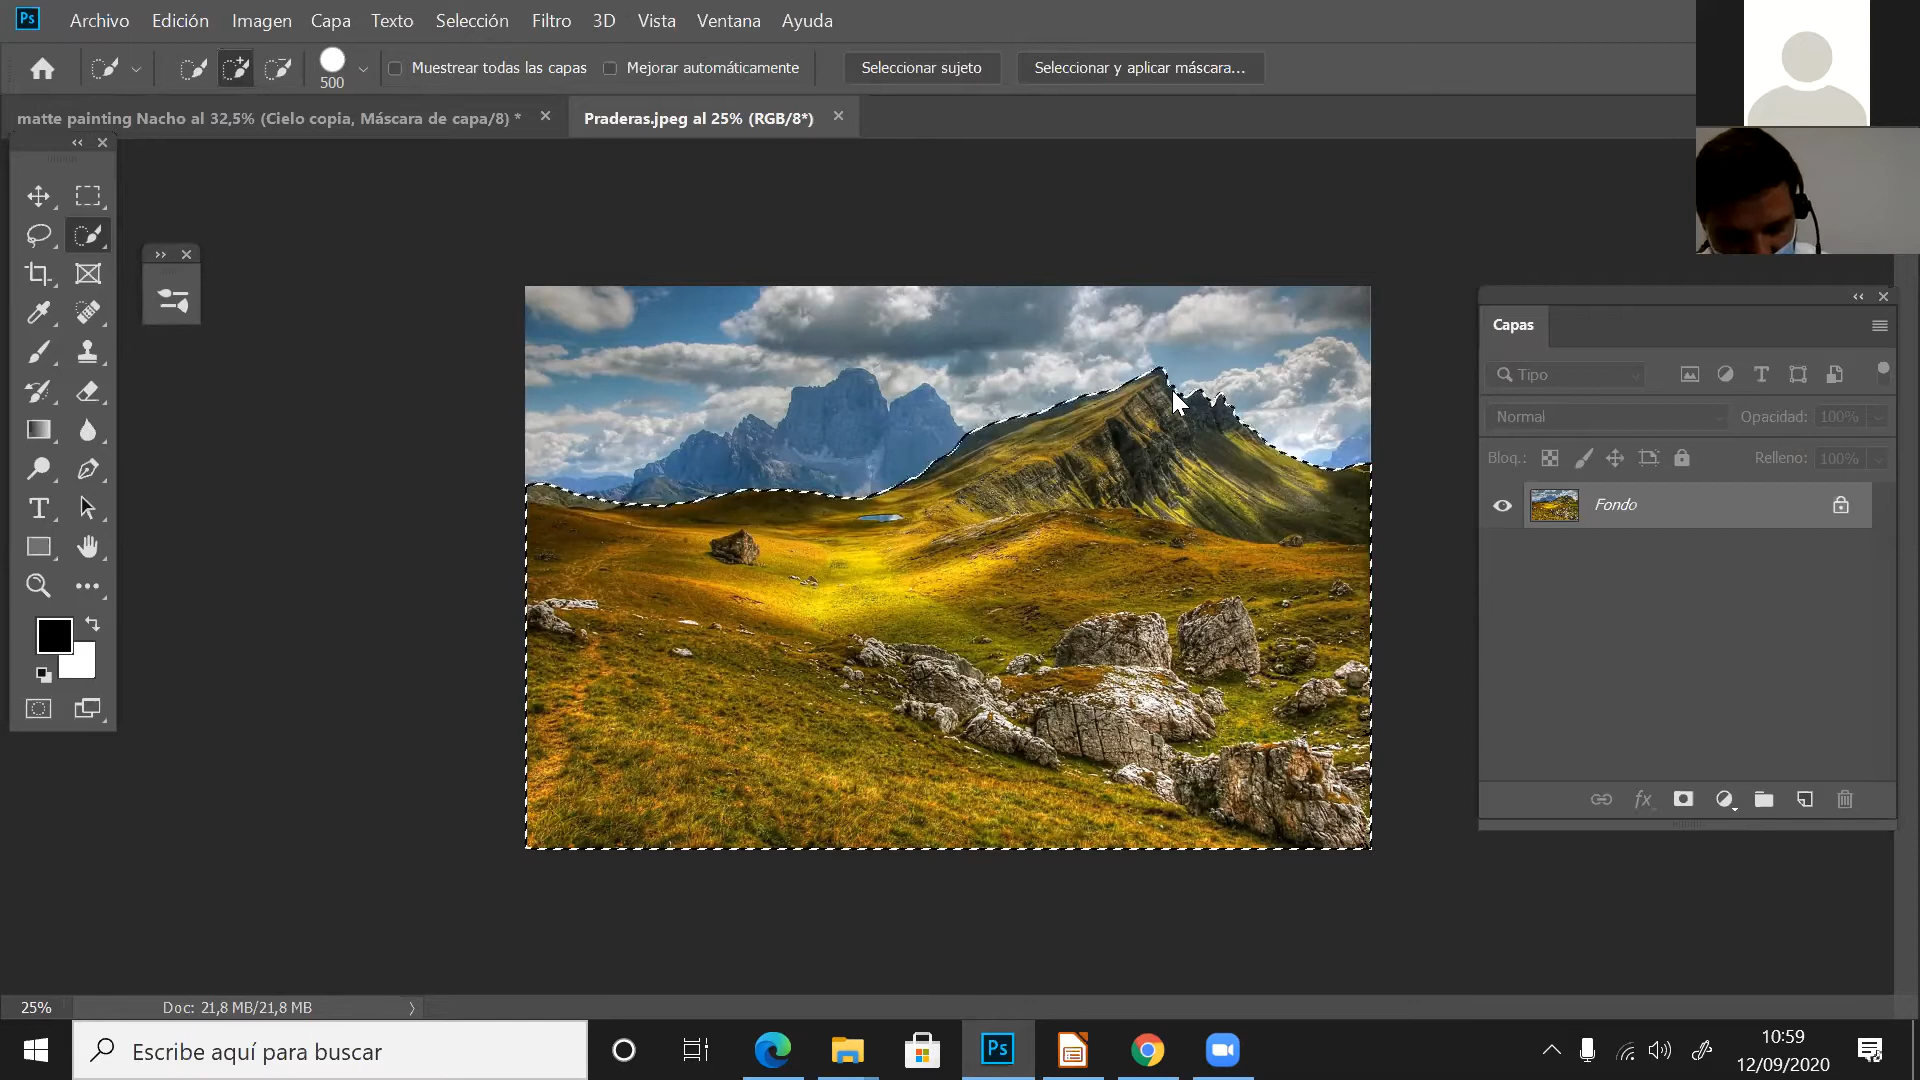 Ps Archivo Edición Imagen Capa Texto Selección Filtro 3D Vista Ventana Ayuda
500 Muestrear todas las capas Mejorar automáticamente Seleccionar sujeto Seleccionar y aplicar máscara...
matte painting Nacho al 32,5% (Cielo copia, Máscara de capa/8) * Praderas.jpeg al 25% (RGB/8*)
Capas
Tipo
Normal Opacidad: 100%
Bloq.: Relleno: 100%
Fondo
25% Doc: 21,8 MB/21,8 MB
Escribe aquí para buscar
Ps
10:59
12/09/2020